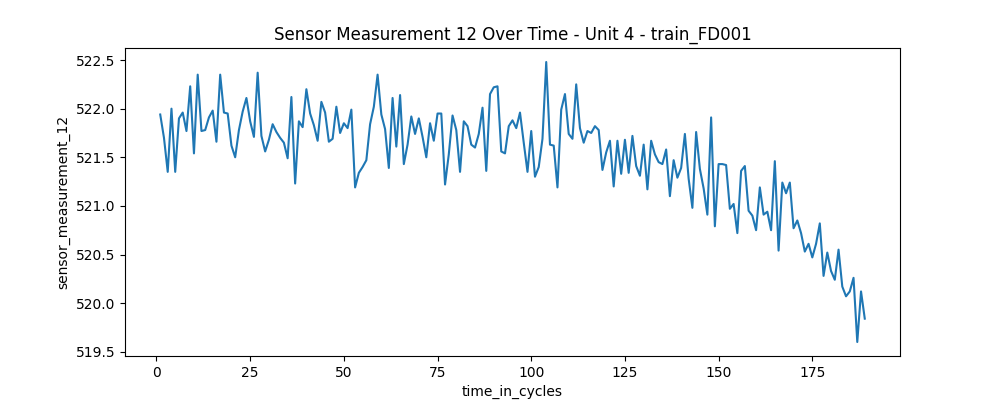 Sensor Measurement 12 Over Time - Unit 4 - train_FD001
sensor_measurement_12
522.5
522.0
521.5
521.0
520.5
520.0
519.5
0 25 50 75 100 125 150 175
time_in_cycles